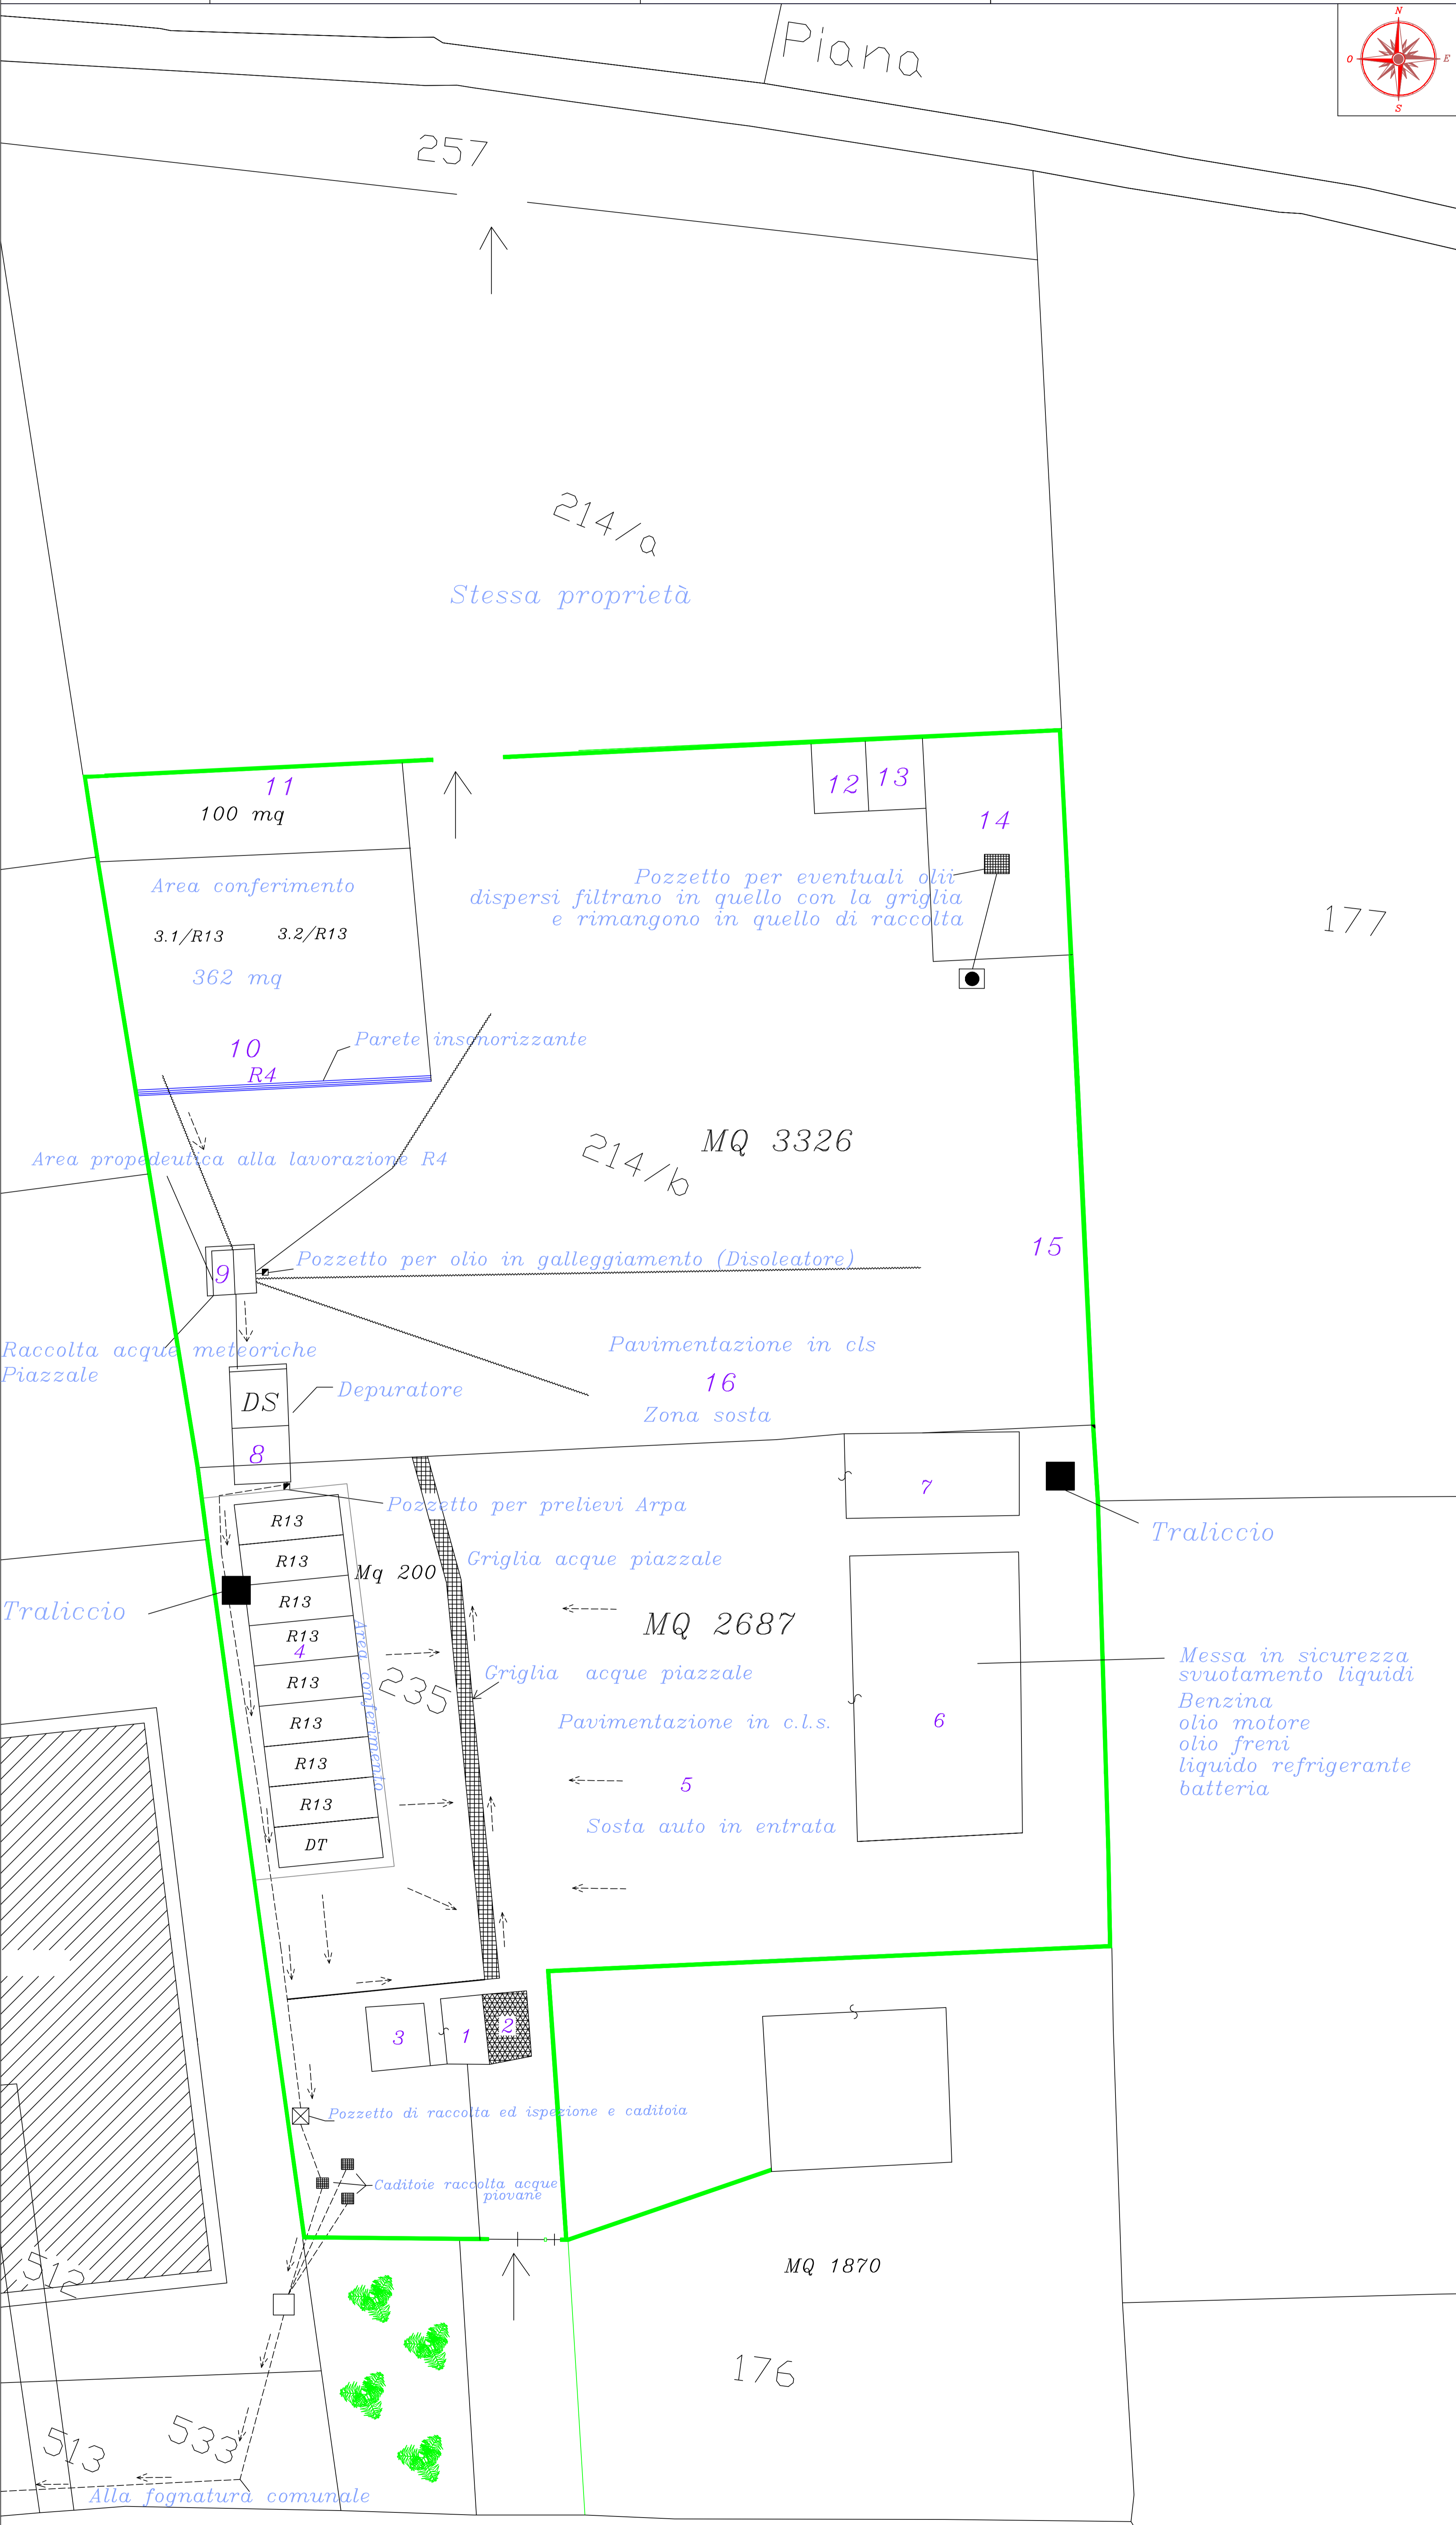 Piana
N
O
E
S
257
214/a
Stessa proprietà
11
100 mq
12
13
14
Area conferimento
Pozzetto per eventuali olii
dispersi filtrano in quello con la griglia
e rimangono in quello di raccolta
177
3.1/R13
3.2/R13
362 mq
10
R4
Parete insonorizzante
MQ 3326
214/b
Area propedeutica alla lavorazione R4
15
Pozzetto per olio in galleggiamento (Disoleatore)
9
Raccolta acque meteoriche
Piazzale
Pavimentazione in cls
16
Zona sosta
DS
Depuratore
8
7
Pozzetto per prelievi Arpa
R13
R13
R13
R13
4
R13
R13
R13
R13
DT
Mq 200
Area conferimento
Griglia acque piazzale
Traliccio
Traliccio
MQ 2687
235
Griglia acque piazzale
Pavimentazione in c.l.s.
5
Sosta auto in entrata
6
Messa in sicurezza
svuotamento liquidi
Benzina
olio motore
olio freni
liquido refrigerante
batteria
3
1
2
Pozzetto di raccolta ed ispezione e caditoia
Caditoie raccolta acque
piovane
MQ 1870
176
512
513
533
Alla fognatura comunale